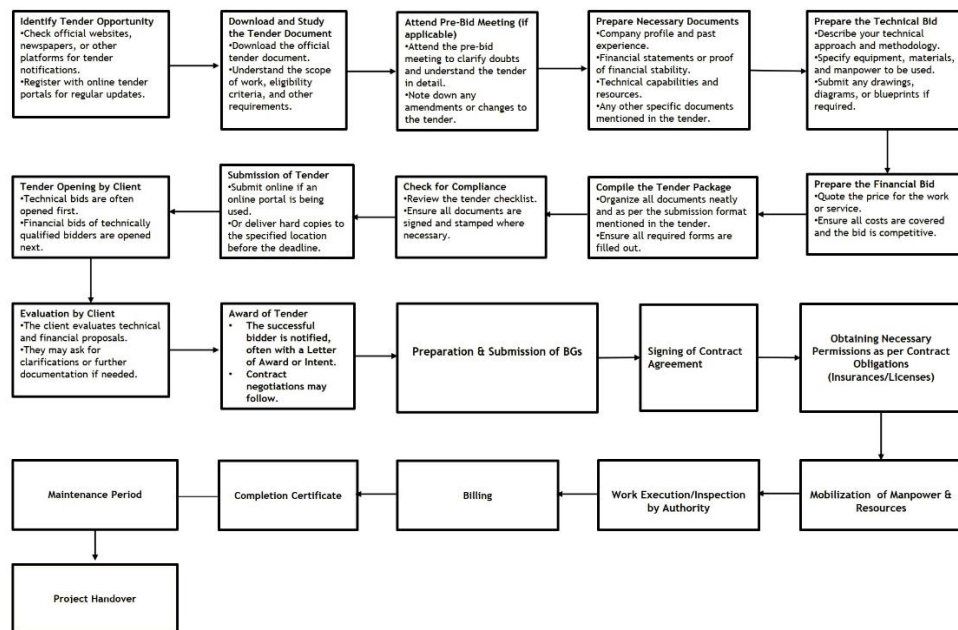 Identify Tender Opportunity
•Check official websites,
newspapers, or other
platforms for tender
notifications.
•Register with online tender
portals for regular updates.
Download and Study
the Tender Document
•Download the official
tender document.
•Understand the scope
of work, eligibility
criteria, and other
requirements.
Attend Pre-Bid Meeting (if
applicable)
•Attend the pre-bid
meeting to clarify doubts
and understand the tender
in detail.
•Note down any
amendments or changes to
the tender.
Prepare Necessary Documents
•Company profile and past
experience.
•Financial statements or proof
of financial stability.
•Technical capabilities and
resources.
•Any other specific documents
mentioned in the tender.
Prepare the Technical Bid
•Describe your technical
approach and methodology.
•Specify equipment, materials,
and manpower to be used.
•Submit any drawings,
diagrams, or blueprints if
required.
Tender Opening by Client
•Technical bids are often
opened first.
•Financial bids of technically
qualified bidders are opened
next.
Submission of Tender
•Submit online if an
online portal is being
used.
•Or deliver hard copies to
the specified location
before the deadline.
Check for Compliance
•Review the tender checklist.
•Ensure all documents are
signed and stamped where
necessary.
Compile the Tender Package
•Organize all documents neatly
and as per the submission format
mentioned in the tender.
•Ensure all required forms are
filled out.
Prepare the Financial Bid
•Quote the price for the work
or service.
•Ensure all costs are covered
and the bid is competitive.
Evaluation by Client
•The client evaluates technical
and financial proposals.
•They may ask for
clarifications or further
documentation if needed.
Award of Tender
• The successful
bidder is notified,
often with a Letter
of Award or Intent.
• Contract
negotiations may
follow.
Preparation & Submission of BGs
Signing of Contract
Agreement
Obtaining Necessary
Permissions as per Contract
Obligations
(Insurances/Licenses)
Maintenance Period
Completion Certificate
Billing
Work Execution/Inspection
by Authority
Mobilization of Manpower &
Resources
Project Handover